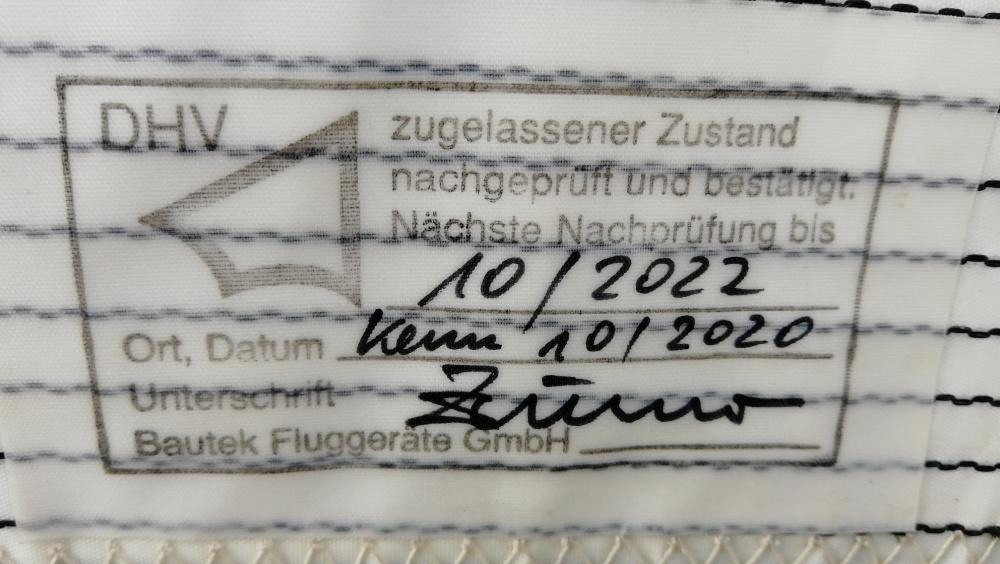 DHV
zugelassener Zustand
nachgeprüft und bestätigt.
Nächste Nachprüfung bis
10/2022
Ort, Datum Kenn 10/2020
Unterschrift
Bautek Fluggeräte GmbH